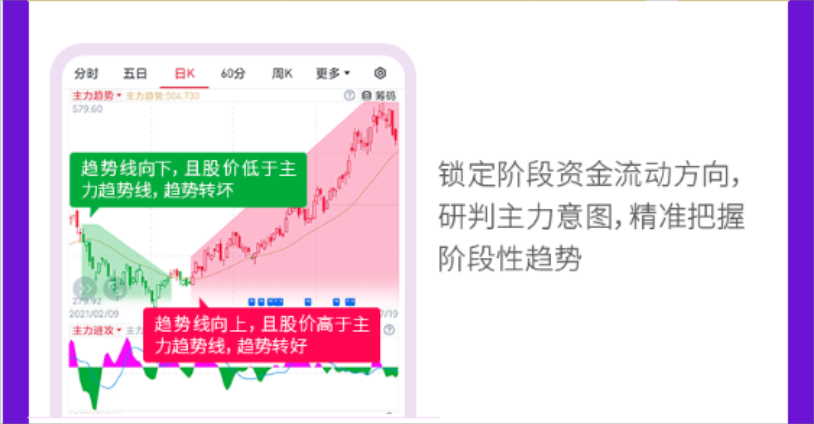 分时 五日 日K 60分 周K 更多
主力趋势 主力趋势:504.730 筹码
579.60
趋势线向下，且股价低于主
力趋势线，趋势转坏
锁定阶段资金流动方向，
研判主力意图，精准把握
阶段性趋势
279.92
2021/02/09 7/19
趋势线向上，且股价高于主
力趋势线，趋势转好
主力进攻 主力